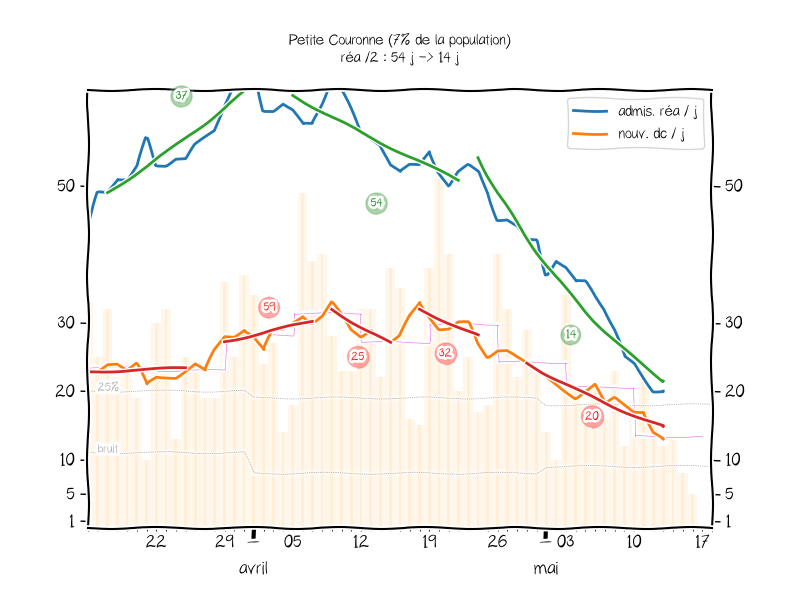 Petite Couronne (7% de la population)
réa /2 : 54 j -> 14 j
37
admis. réa / j
nouv. dc / j
50
50
54
59
30
30
14
25
32
25%
20
20
20
bruit
10
10
5
5
1
1
22 29 05 12 19 26 03 10 17
avril mai